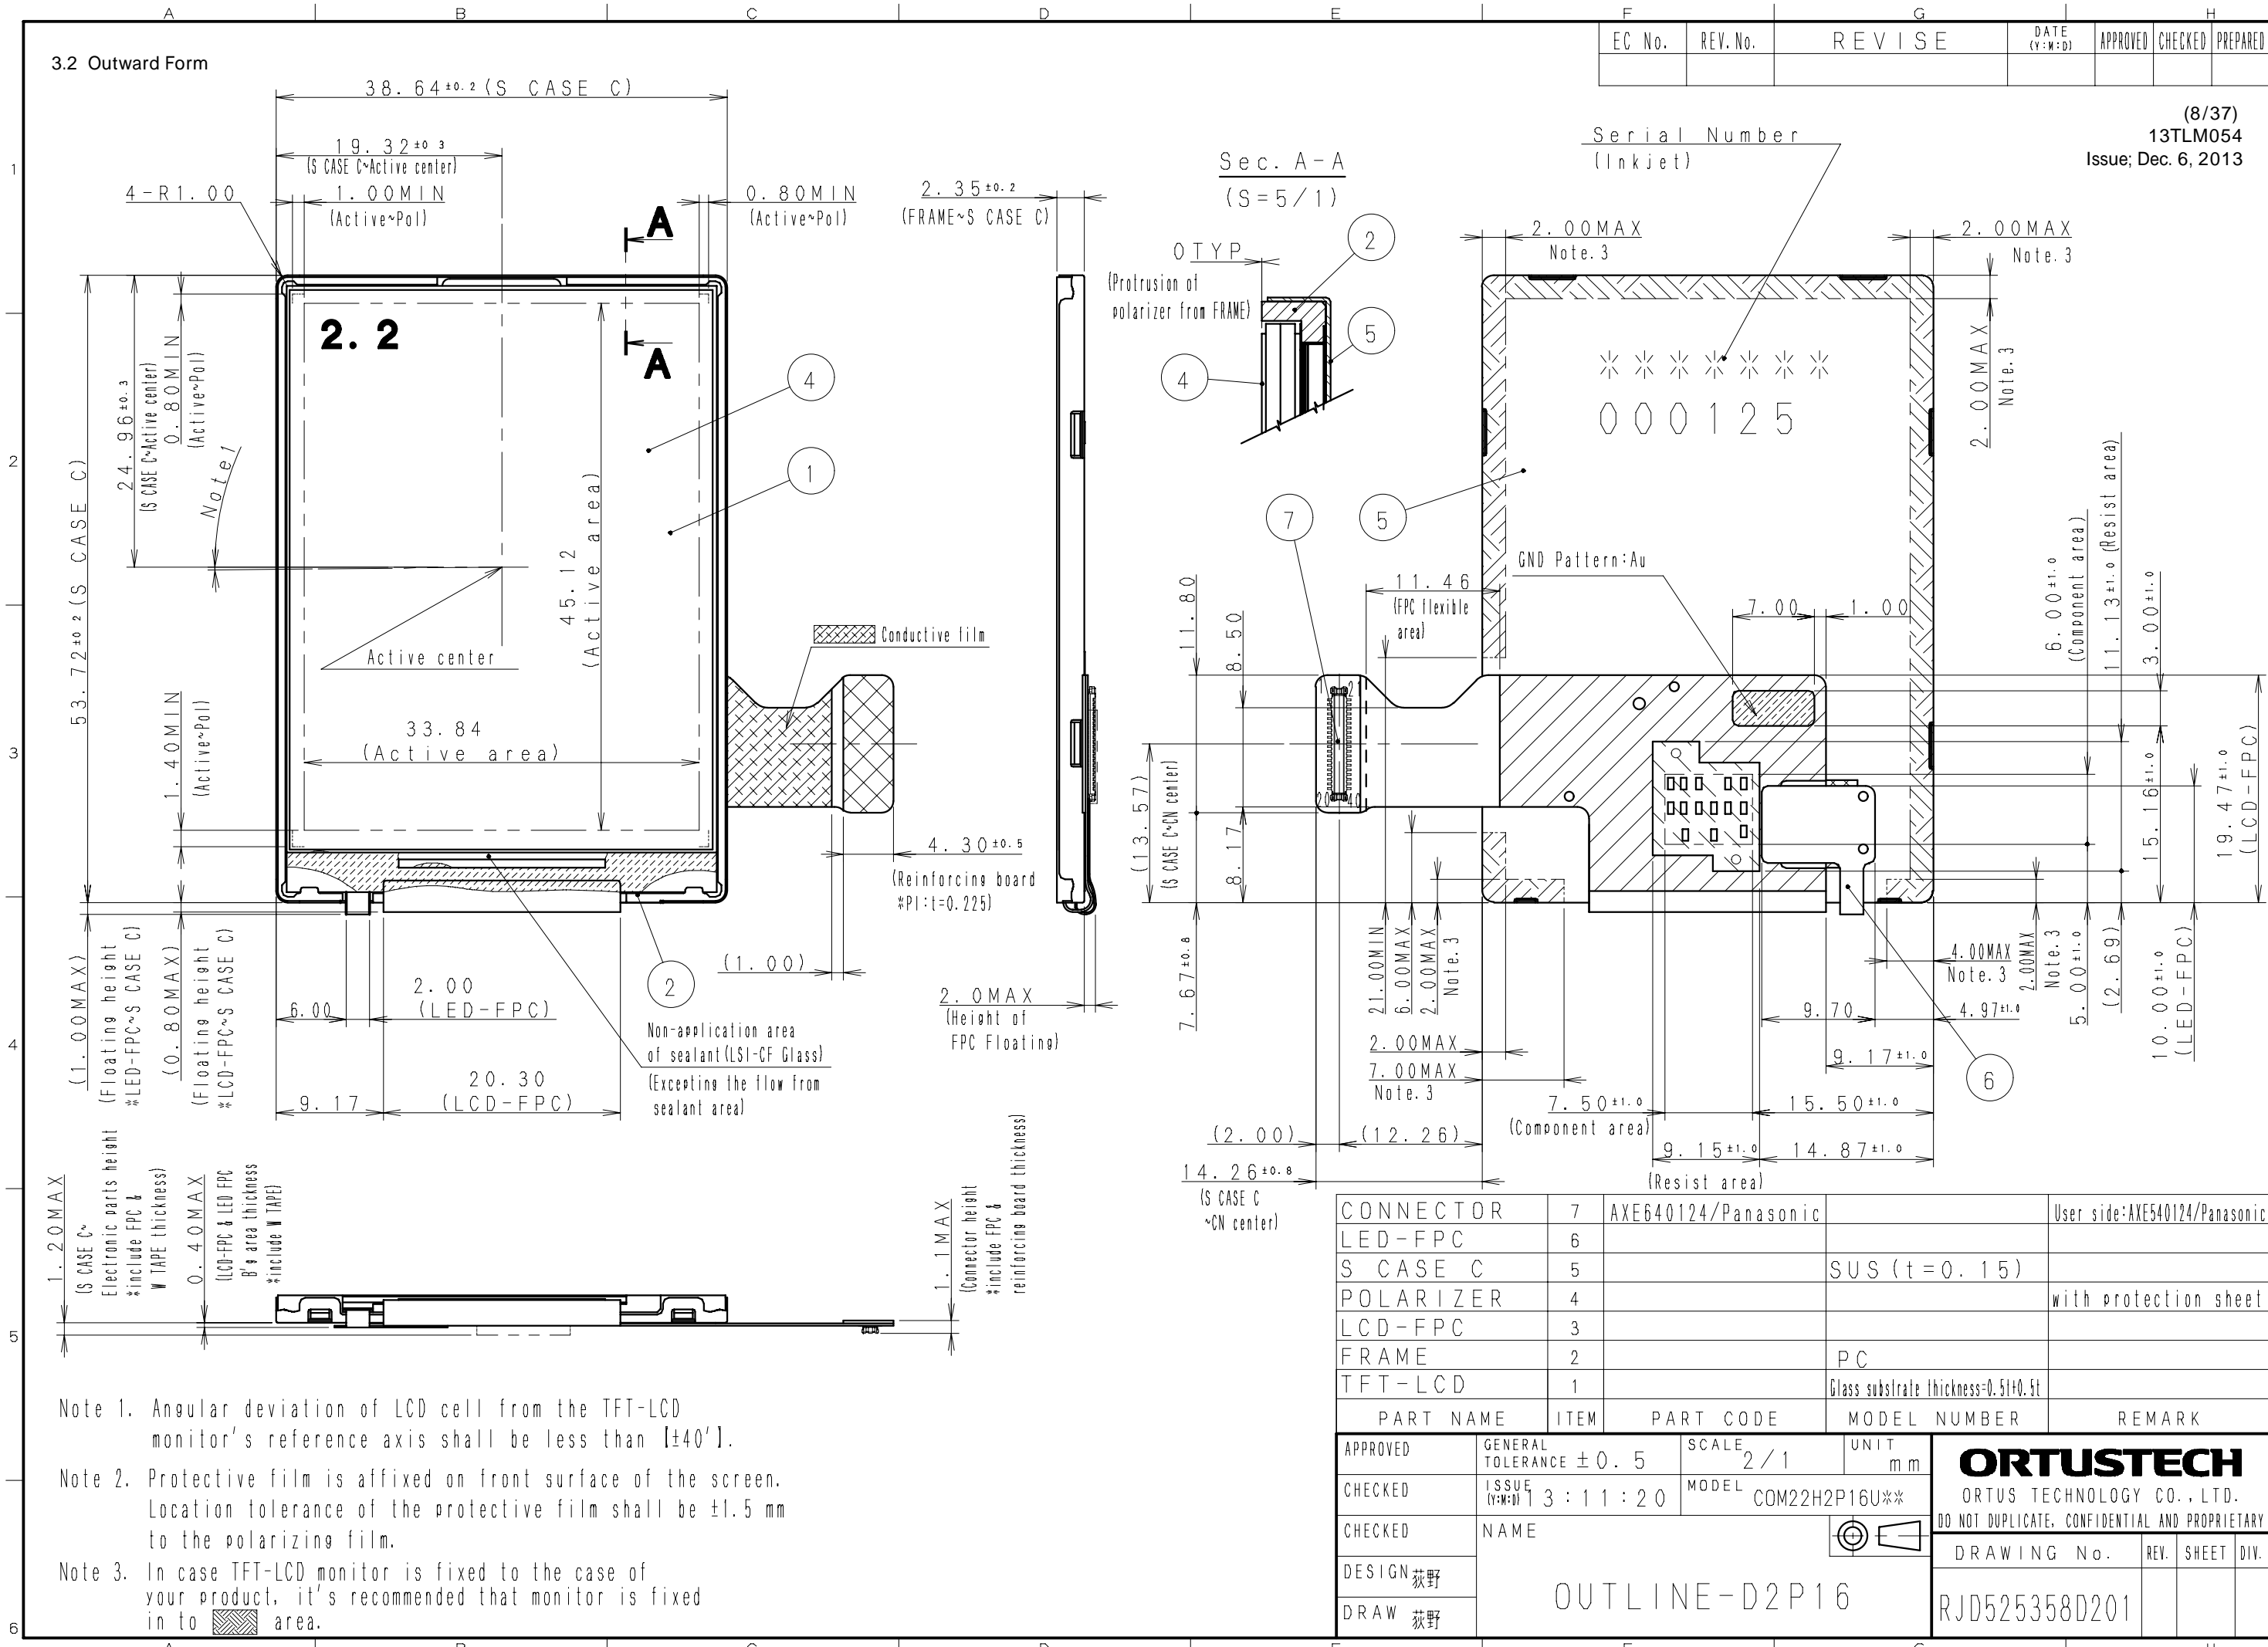 A B C D E F G H
3.2 Outward Form
EC No. REV.No. REVISE DATE (Y:M:D) APPROVED CHECKED PREPARED
(8/37)
13TLM054
Issue; Dec. 6, 2013
1
2
3
4
5
6
38.64±0.2(S CASE C)
19.32±0.3
(S CASE C~Active center)
4-R1.00
1.00MIN
(Active~Pol)
0.80MIN
(Active~Pol)
A
A
2.2
53.72±0.2(S CASE C)
24.96±0.3
(S CASE C~Active center)
0.80MIN
(Active~Pol)
Note1
1.40MIN
(Active~Pol)
Active center
45.12
(Active area)
33.84
(Active area)
4
1
Conductive film
2
4.30±0.5
(Reinforcing board
*PI:t=0.225)
(1.00)
(1.00MAX)
(Floating height
*LED-FPC~S CASE C)
(0.80MAX)
(Floating height
*LCD-FPC~S CASE C)
6.00
2.00
(LED-FPC)
9.17
20.30
(LCD-FPC)
Non-application area
of sealant(LSI-CF Glass)
(Excepting the flow from
sealant area)
2.35±0.2
(FRAME~S CASE C)
2.0MAX
(Height of
FPC Floating)
Sec. A-A
(S=5/1)
0TYP
(Protrusion of
polarizer from FRAME)
2
5
4
Serial Number
(Inkjet)
2.00MAX
Note.3
2.00MAX
Note.3
2.00MAX
Note.3
*******
000125
7
5
GND Pattern:Au
11.46
(FPC flexible
area)
7.00
1.00
11.80
8.50
(13.57)
(S CASE C~CN center)
8.17
7.67±0.8
21
20
40
21.00MIN
6.00MAX
2.00MAX
Note.3
6.00±1.0
(Component area)
11.13±1.0(Resist area)
3.00±1.0
15.16±1.0
19.47±1.0
(LCD-FPC)
2.00MAX
Note.3
5.00±1.0
(2.69)
10.00±1.0
(LED-FPC)
4.00MAX
Note.3
9.70
4.97±1.0
9.17±1.0
6
2.00MAX
7.00MAX
Note.3
7.50±1.0
(Component area)
15.50±1.0
9.15±1.0
(Resist area)
14.87±1.0
(2.00)
(12.26)
14.26±0.8
(S CASE C
~CN center)
1.20MAX
(S CASE C~
Electronic parts height
*include FPC &
W TAPE thickness)
0.40MAX
(LCD-FPC & LED FPC
B's area thickness
*include W TAPE)
1.1MAX
(Connector height
*include FPC &
reinforcing board thickness)
Note 1. Angular deviation of LCD cell from the TFT-LCD
monitor's reference axis shall be less than [±40'].
Note 2. Protective film is affixed on front surface of the screen.
Location tolerance of the protective film shall be ±1.5 mm
to the polarizing film.
Note 3. In case TFT-LCD monitor is fixed to the case of
your product, it's recommended that monitor is fixed
in to area.
CONNECTOR 7 AXE640124/Panasonic User side:AXE540124/Panasonic
LED-FPC 6
S CASE C 5 SUS(t=0.15)
POLARIZER 4 with protection sheet
LCD-FPC 3
FRAME 2 PC
TFT-LCD 1 Glass substrate thickness=0.5t+0.5t
PART NAME ITEM PART CODE MODEL NUMBER REMARK
APPROVED GENERAL TOLERANCE ±0.5 SCALE 2/1 UNIT mm
CHECKED ISSUE (Y:M:D) 13:11:20 MODEL COM22H2P16U**
CHECKED NAME
DESIGN 荻野
DRAW 荻野
OUTLINE-D2P16
ORTUSTECH
ORTUS TECHNOLOGY CO.,LTD.
DO NOT DUPLICATE, CONFIDENTIAL AND PROPRIETARY
DRAWING No. REV. SHEET DIV.
RJD525358D201